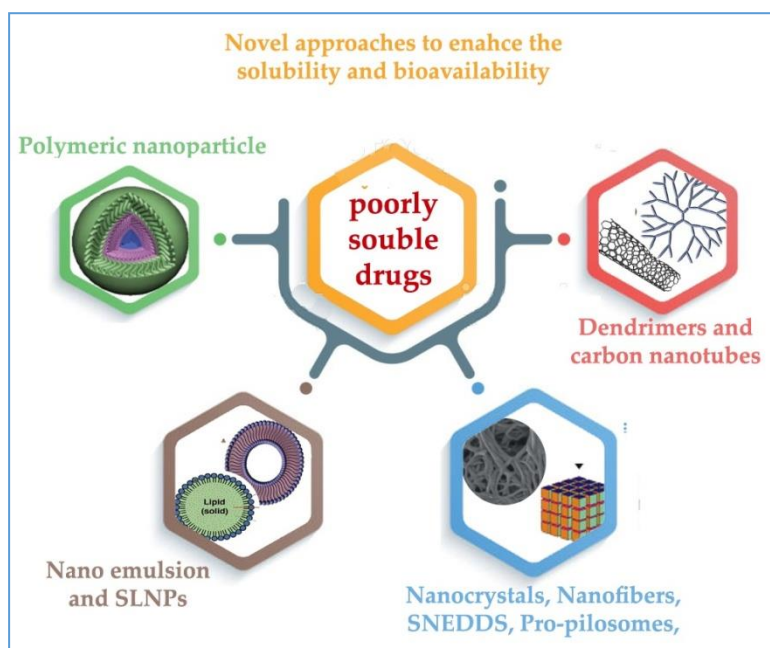 Novel approaches to enahce the
solubility and bioavailability
Polymeric nanoparticle
poorly
souble
drugs
Dendrimers and
carbon nanotubes
Lipid
(solid)
Nano emulsion
and SLNPs
Nanocrystals, Nanofibers,
SNEDDS, Pro-pilosomes,